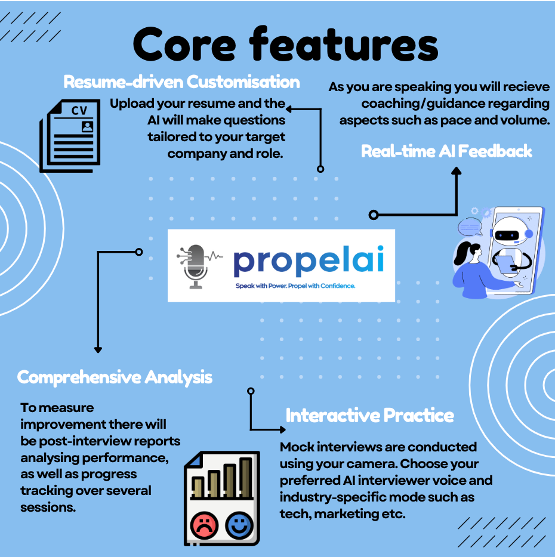 Core features
Resume-driven Customisation
CV
Upload your resume and the
AI will make questions
tailored to your target
company and role.
As you are speaking you will recieve
coaching/guidance regarding
aspects such as pace and volume.
Real-time AI Feedback
propelai
Speak with Power. Propel with Confidence.
Comprehensive Analysis
To measure
improvement there will
be post-interview reports
analysing performance,
as well as progress
tracking over several
sessions.
Interactive Practice
Mock interviews are conducted
using your camera. Choose your
preferred AI interviewer voice and
industry-specific mode such as
tech, marketing etc.